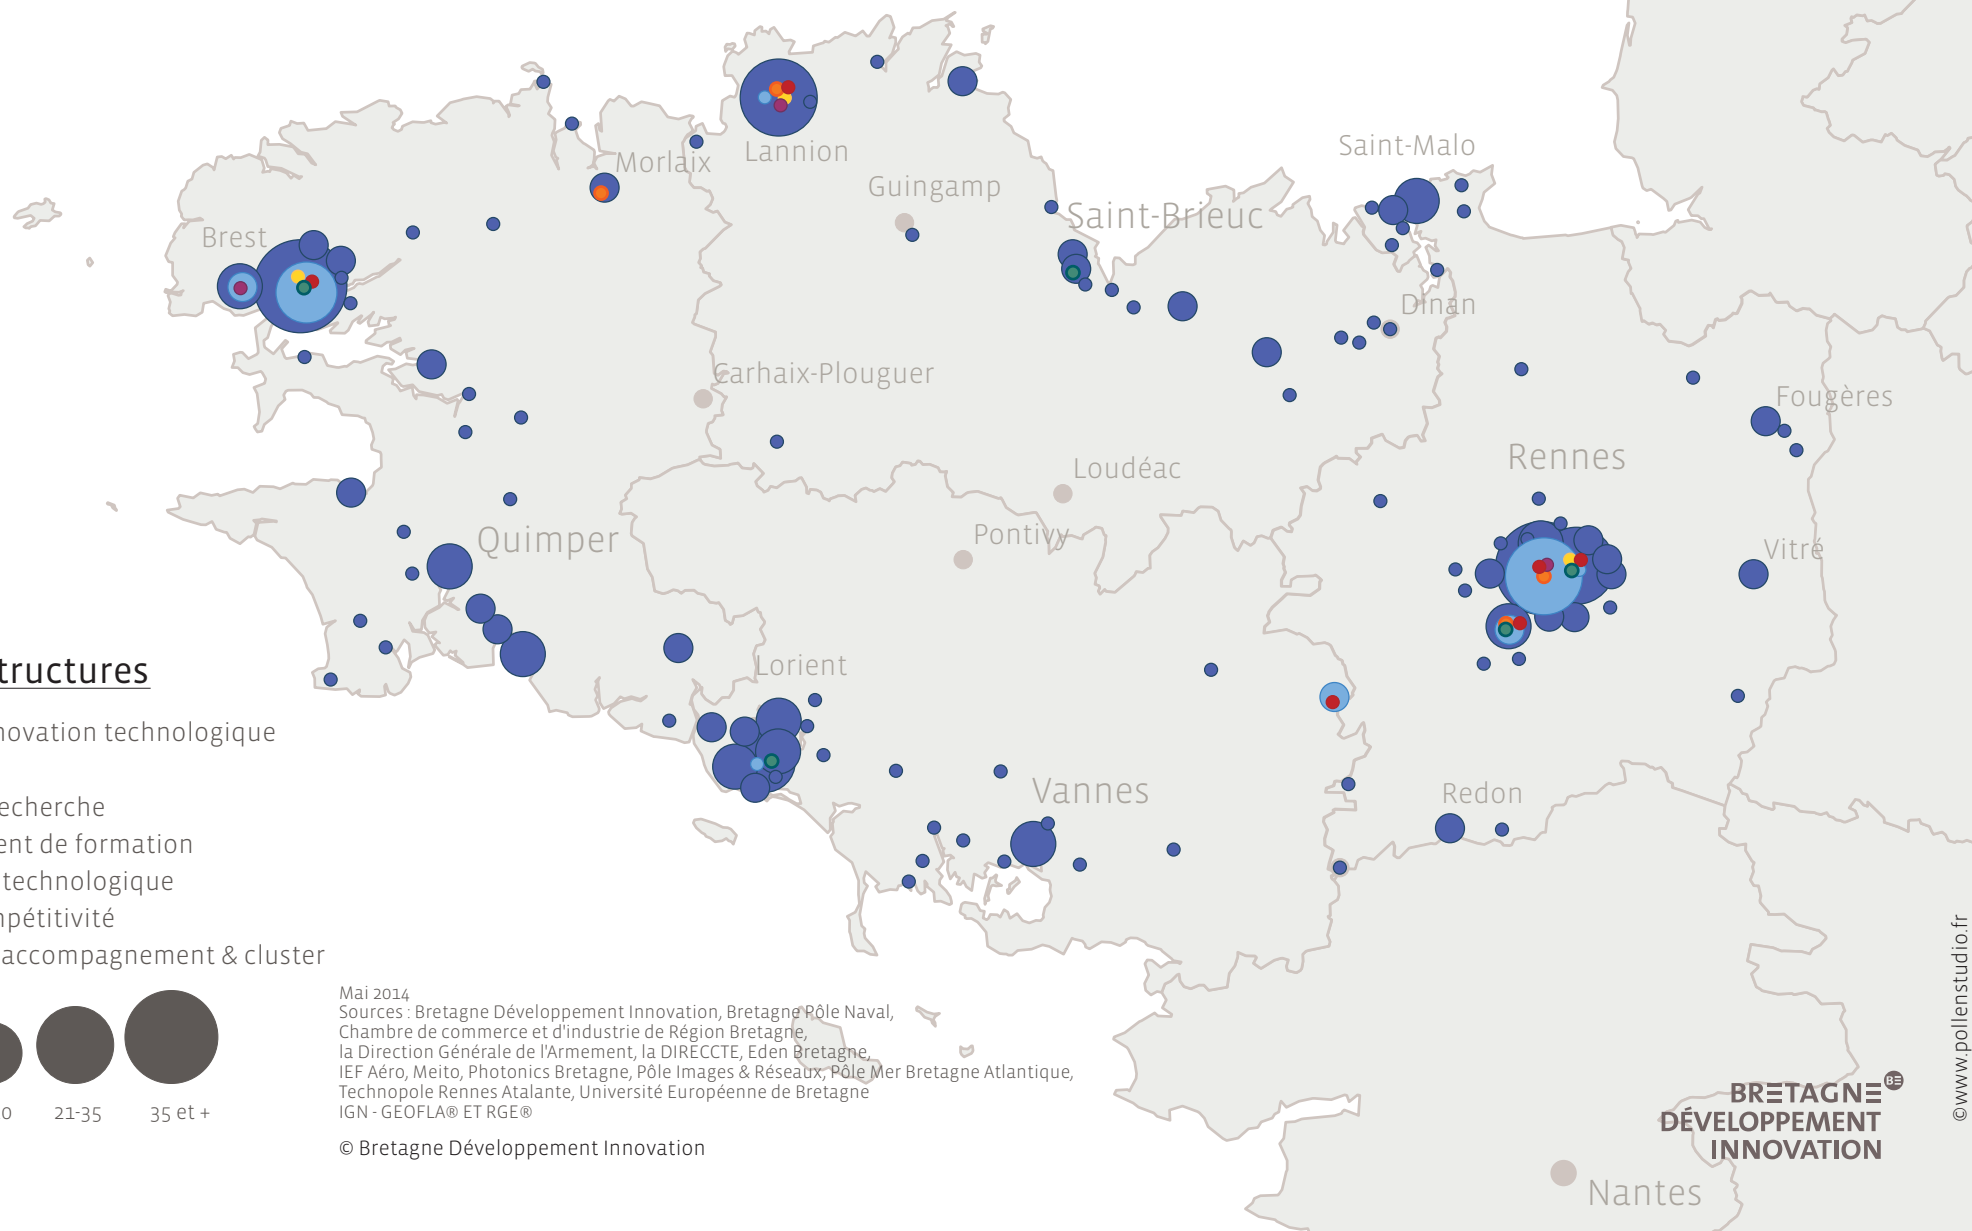 Saint-Malo
Morlaix
Lannion
Guingamp
Saint-Brieuc
Brest
Dinan
Carhaix-Plouguer
Fougères
Rennes
Loudéac
Pontivy
Quimper
Vitré
Lorient
Vannes
Redon
Nantes
tructures
novation technologique
echerche
ent de formation
technologique
mpétitivité
accompagnement & cluster
0
21-35
35 et +
Mai 2014
Sources : Bretagne Développement Innovation, Bretagne Pôle Naval,
Chambre de commerce et d'industrie de Région Bretagne,
la Direction Générale de l'Armement, la DIRECCTE, Eden Bretagne,
IEF Aéro, Meito, Photonics Bretagne, Pôle Images & Réseaux, Pôle Mer Bretagne Atlantique,
Technopole Rennes Atalante, Université Européenne de Bretagne
IGN - GEOFLA® ET RGE®
© Bretagne Développement Innovation
BRETAGNE BE
DÉVELOPPEMENT
INNOVATION
©www.pollenstudio.fr